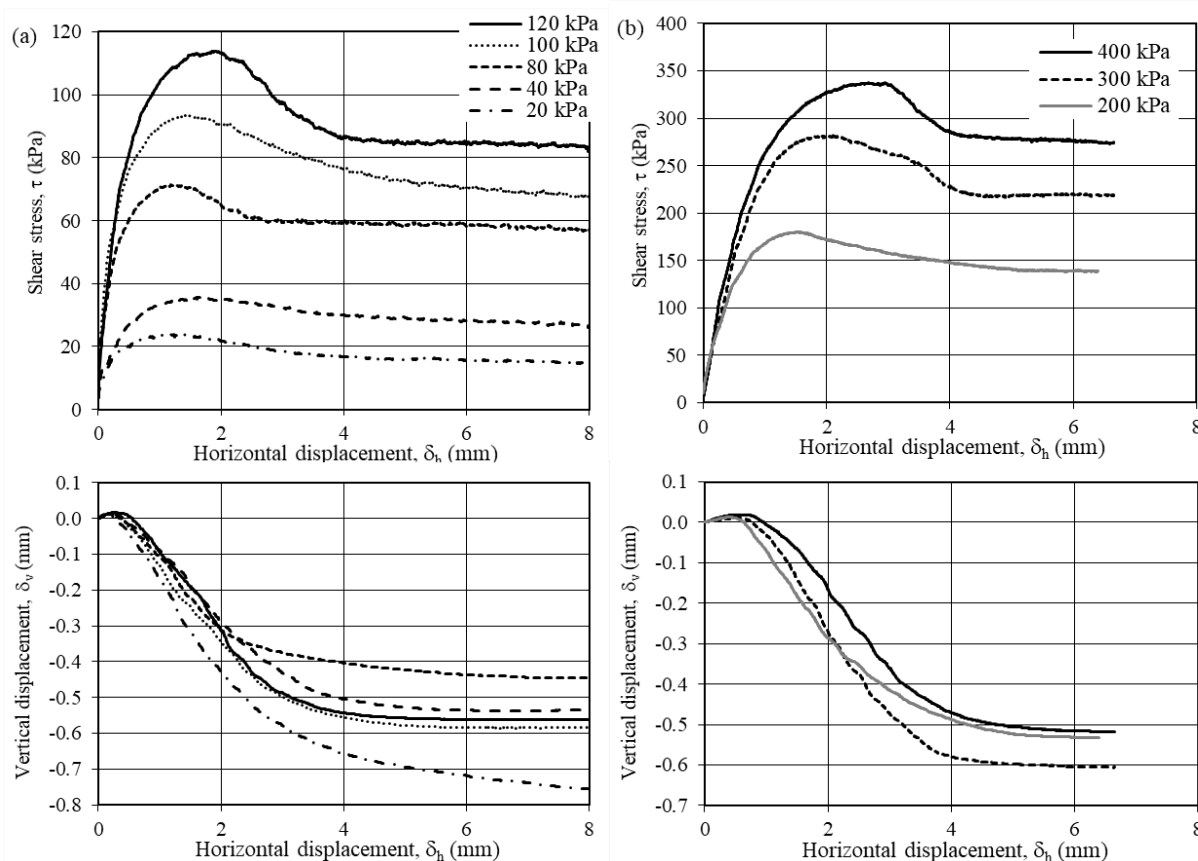 (a)
120 kPa
100 kPa
80 kPa
40 kPa
20 kPa
Shear stress, τ (kPa)
120
100
80
60
40
20
0
0 2 4 6 8
Horizontal displacement, δh (mm)
(b)
400 kPa
300 kPa
200 kPa
Shear stress, τ (kPa)
400
350
300
250
200
150
100
50
0
0 2 4 6 8
Horizontal displacement, δh (mm)
Vertical displacement, δv (mm)
0.1
0.0
-0.1
-0.2
-0.3
-0.4
-0.5
-0.6
-0.7
-0.8
0 2 4 6 8
Horizontal displacement, δh (mm)
Vertical displacement, δv (mm)
0.1
0.0
-0.1
-0.2
-0.3
-0.4
-0.5
-0.6
-0.7
0 2 4 6 8
Horizontal displacement, δh (mm)